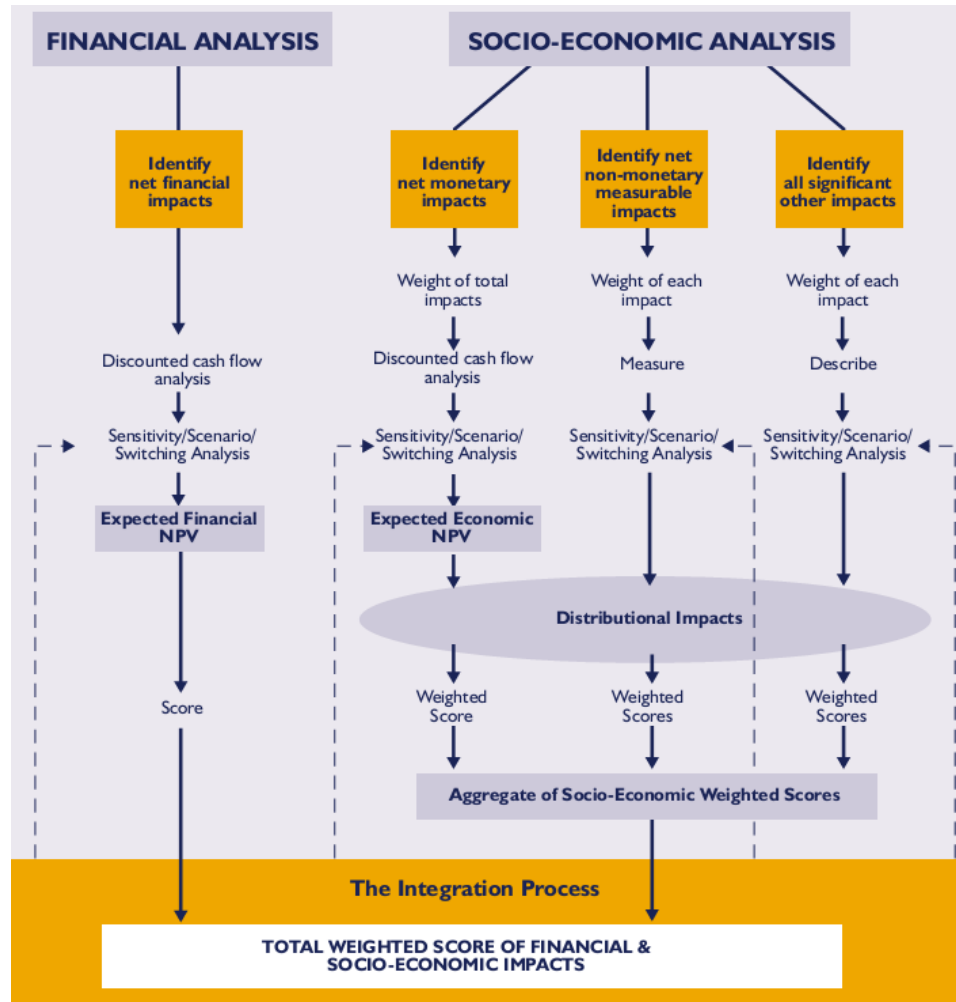 FINANCIAL ANALYSIS
SOCIO-ECONOMIC ANALYSIS
Identify
net financial
impacts
Identify
net monetary
impacts
Identify net
non-monetary
measurable
impacts
Identify
all significant
other impacts
Weight of total
impacts
Weight of each
impact
Weight of each
impact
Discounted cash flow
analysis
Discounted cash flow
analysis
Measure
Describe
Sensitivity/Scenario/
Switching Analysis
Sensitivity/Scenario/
Switching Analysis
Sensitivity/Scenario/
Switching Analysis
Sensitivity/Scenario/
Switching Analysis
Expected Financial
NPV
Expected Economic
NPV
Distributional Impacts
Score
Weighted
Score
Weighted
Scores
Weighted
Scores
Aggregate of Socio-Economic Weighted Scores
The Integration Process
TOTAL WEIGHTED SCORE OF FINANCIAL &
SOCIO-ECONOMIC IMPACTS